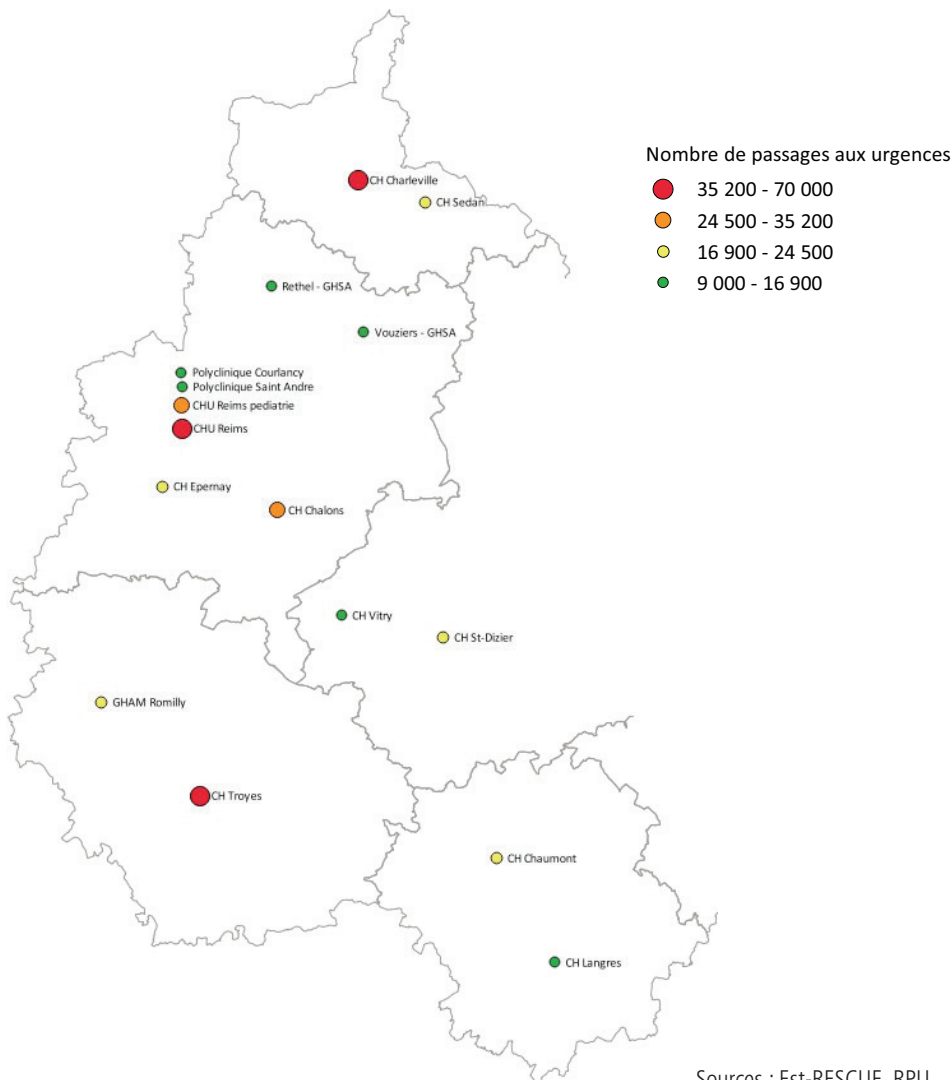 Nombre de passages aux urgences
35 200 - 70 000
24 500 - 35 200
16 900 - 24 500
9 000 - 16 900
CH Charleville
CH Sedan
Rethel - GHSA
Vouziers - GHSA
Polyclinique Courlancy
Polyclinique Saint Andre
CHU Reims pediatrie
CHU Reims
CH Epernay
CH Chalons
CH Vitry
CH St-Dizier
GHAM Romilly
CH Troyes
CH Chaumont
CH Langres
Sources : Est-RESCUE, RPU